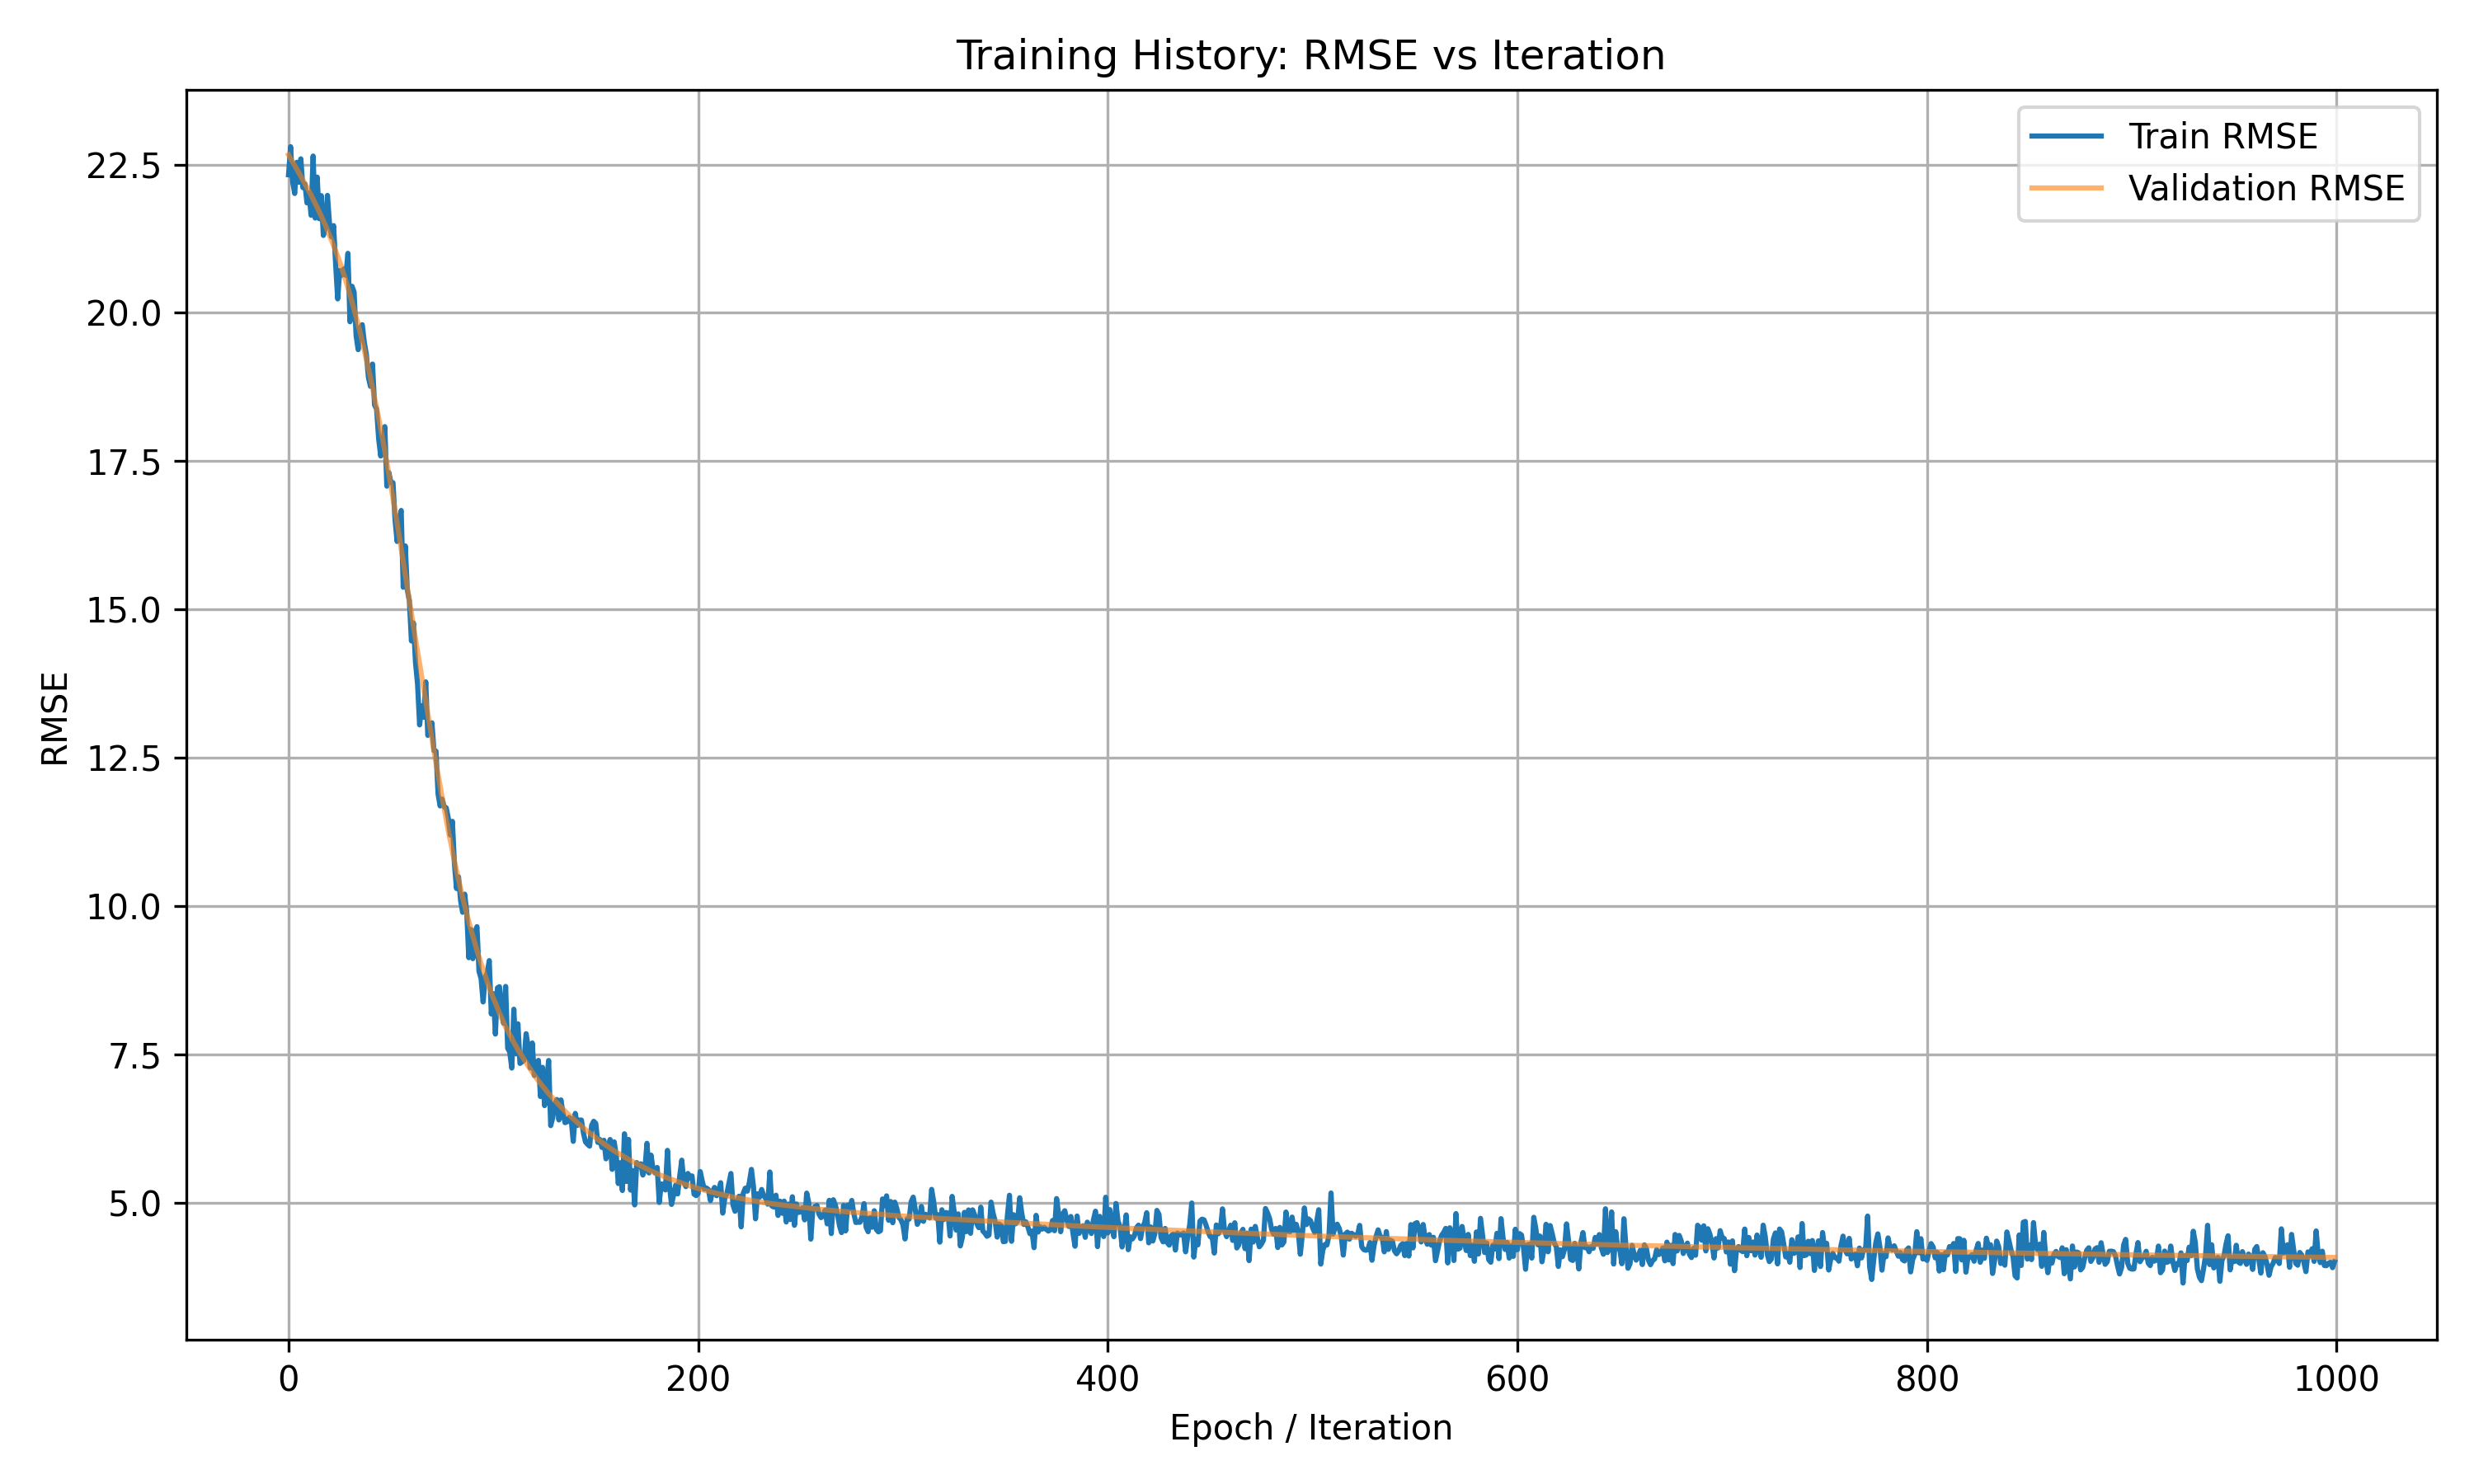 Training History: RMSE vs Iteration
Train RMSE
Validation RMSE
22.5
20.0
17.5
15.0
12.5
10.0
7.5
5.0
RMSE
0 200 400 600 800 1000
Epoch / Iteration